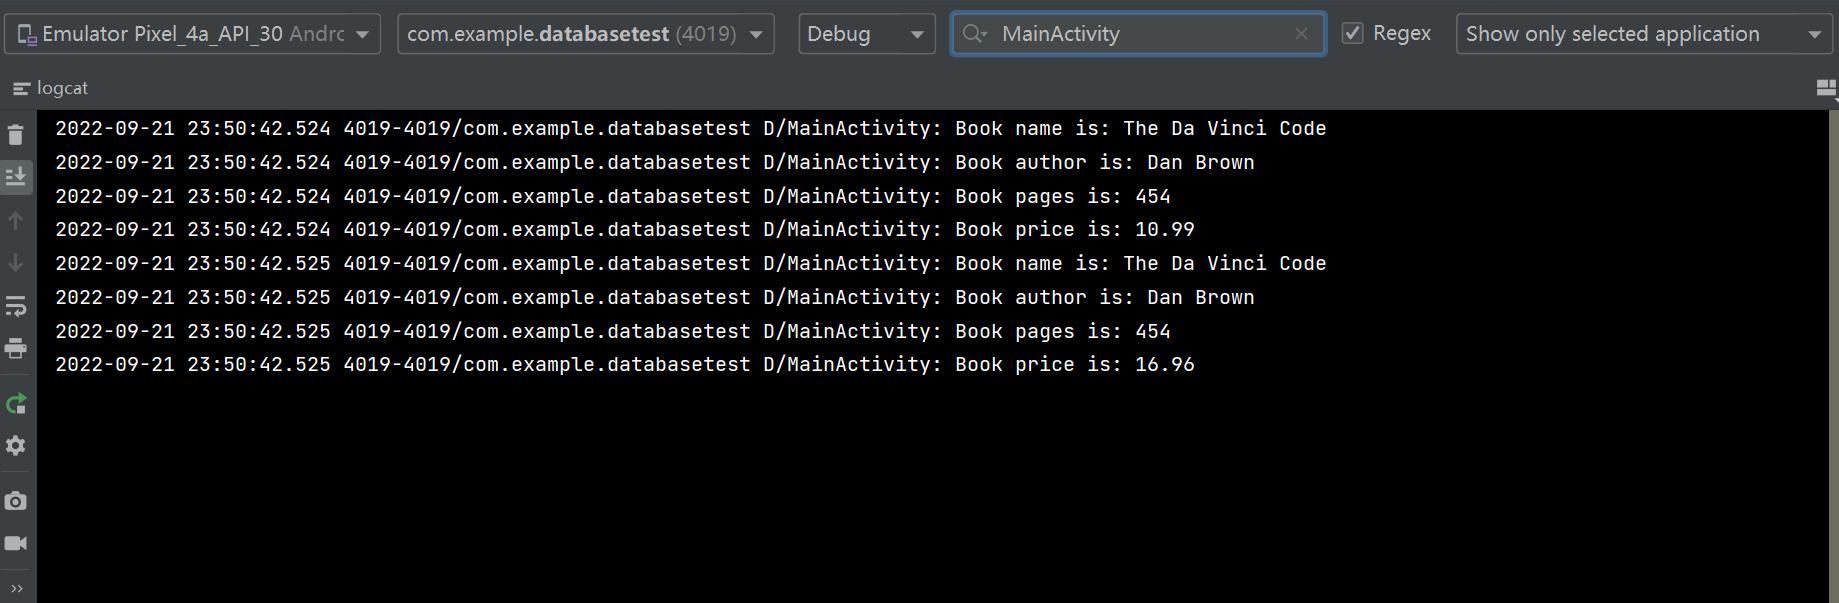 Emulator Pixel_4a_API_30 Andrc com.example.databasetest (4019) Debug MainActivity Regex Show only selected application
logcat
2022-09-21 23:50:42.524 4019-4019/com.example.databasetest D/MainActivity: Book name is: The Da Vinci Code
2022-09-21 23:50:42.524 4019-4019/com.example.databasetest D/MainActivity: Book author is: Dan Brown
2022-09-21 23:50:42.524 4019-4019/com.example.databasetest D/MainActivity: Book pages is: 454
2022-09-21 23:50:42.524 4019-4019/com.example.databasetest D/MainActivity: Book price is: 10.99
2022-09-21 23:50:42.525 4019-4019/com.example.databasetest D/MainActivity: Book name is: The Da Vinci Code
2022-09-21 23:50:42.525 4019-4019/com.example.databasetest D/MainActivity: Book author is: Dan Brown
2022-09-21 23:50:42.525 4019-4019/com.example.databasetest D/MainActivity: Book pages is: 454
2022-09-21 23:50:42.525 4019-4019/com.example.databasetest D/MainActivity: Book price is: 16.96